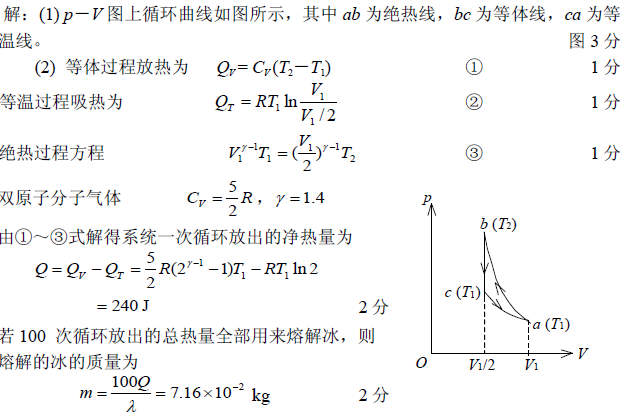 解：(1) p－V 图上循环曲线如图所示，其中 ab 为绝热线，bc 为等体线，ca 为等
温线。 图 3 分
(2) 等体过程放热为 Q_V = C_V (T_2－T_1) ① 1 分
等温过程吸热为 Q_T = RT_1 ln \frac{V_1}{V_1/2} ② 1 分
绝热过程方程 V_1^{γ-1}T_1 = (\frac{V_1}{2})^{γ-1}T_2 ③ 1 分
双原子分子气体 C_V = \frac{5}{2}R，γ = 1.4
由①～③式解得系统一次循环放出的净热量为
Q = Q_V − Q_T = \frac{5}{2}R(2^{γ-1} −1)T_1 − RT_1 ln 2
= 240 J 2 分
若 100 次循环放出的总热量全部用来熔解冰，则
熔解的冰的质量为
m = \frac{100Q}{λ} = 7.16×10^{-2} kg 2 分
p
b (T_2)
c (T_1)
a (T_1)
O V_1/2 V_1 V